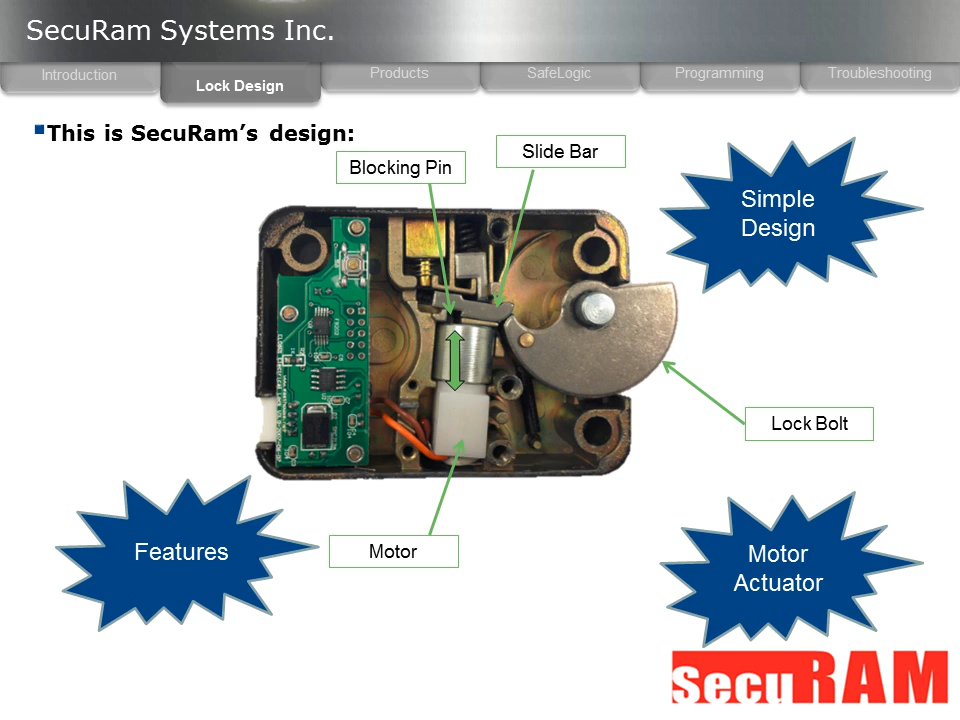 SecuRam Systems Inc.
Introduction
Lock Design
Products
SafeLogic
Programming
Troubleshooting
This is SecuRam's design:
Blocking Pin
Slide Bar
Simple
Design
Lock Bolt
Features
Motor
Motor
Actuator
SecuRAM